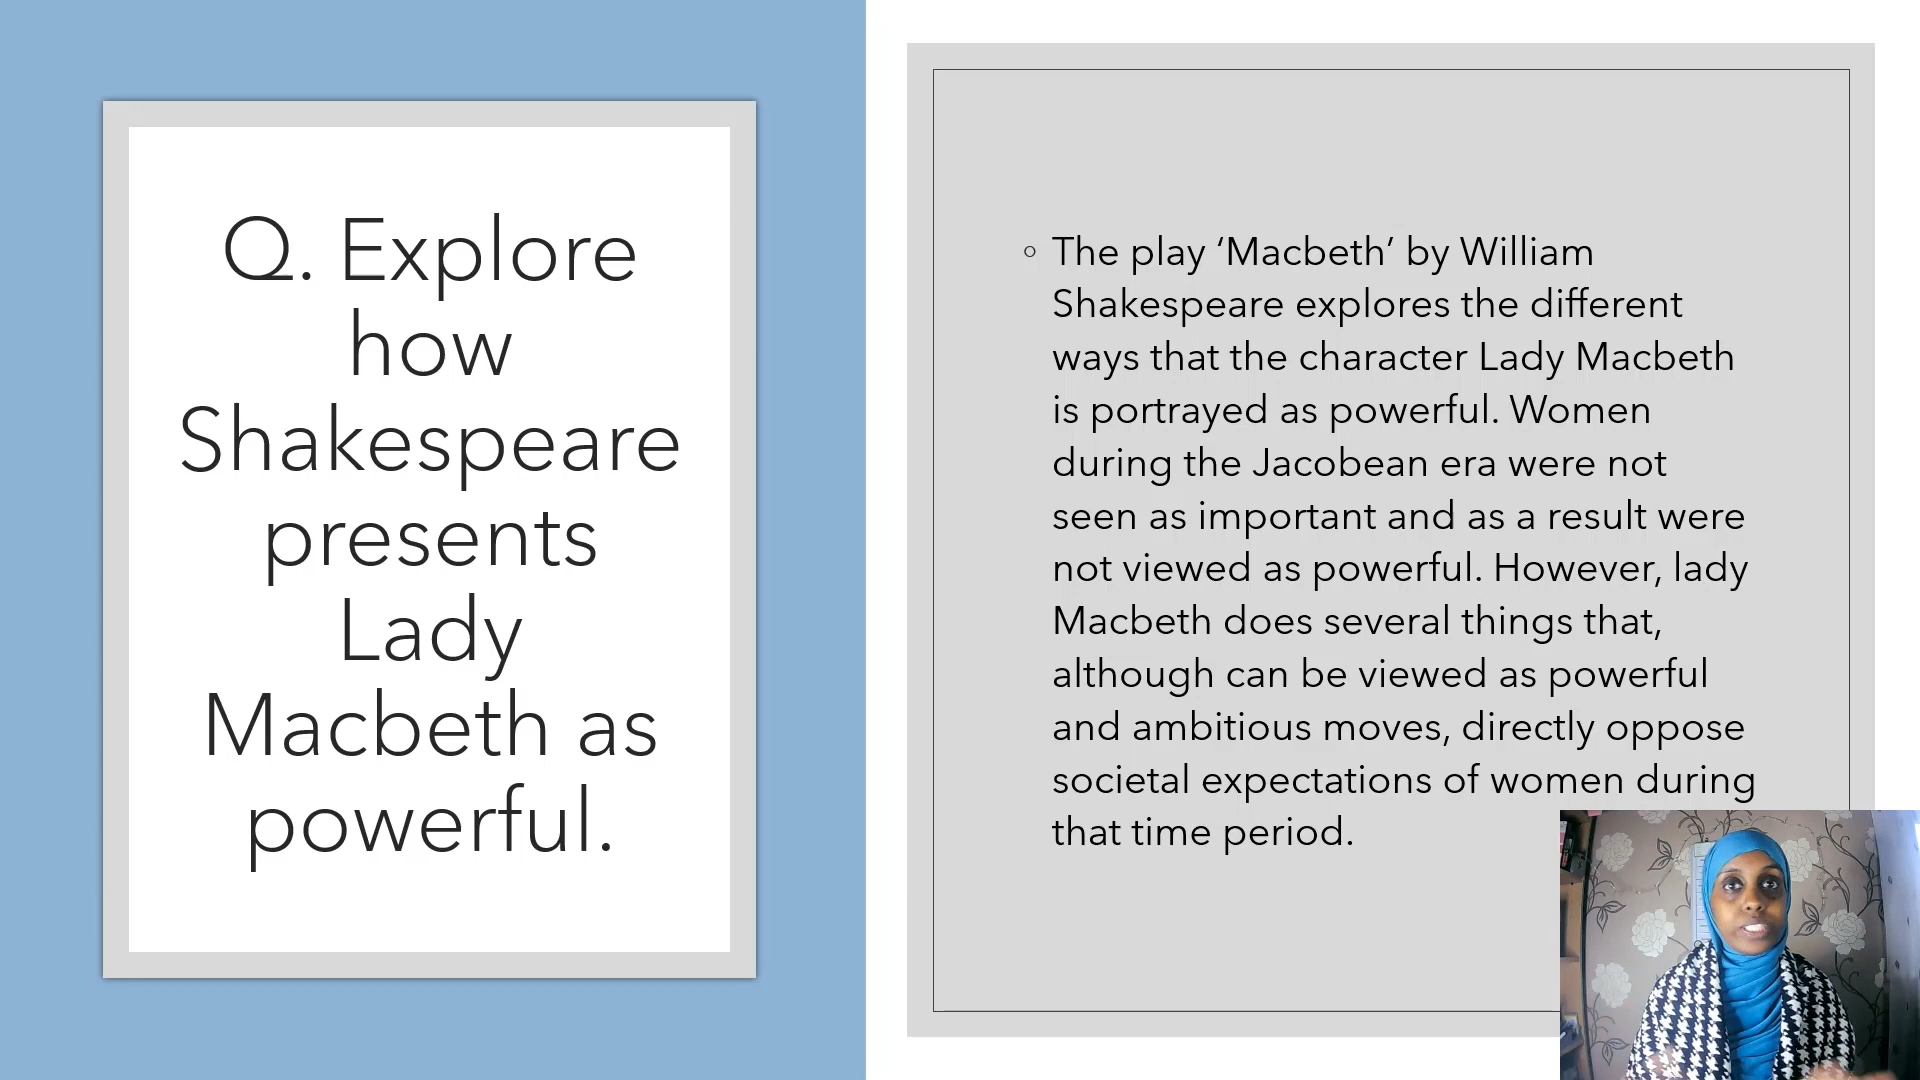 Q. Explore
how
Shakespeare
presents
Lady
Macbeth as
powerful.
◦ The play ‘Macbeth’ by William
Shakespeare explores the different
ways that the character Lady Macbeth
is portrayed as powerful. Women
during the Jacobean era were not
seen as important and as a result were
not viewed as powerful. However, lady
Macbeth does several things that,
although can be viewed as powerful
and ambitious moves, directly oppose
societal expectations of women during
that time period.